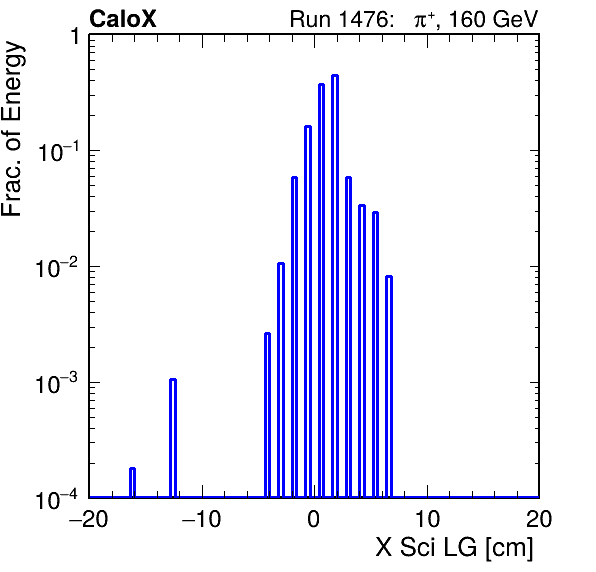 CaloX Run 1476: π⁺, 160 GeV
Frac. of Energy
1
10⁻¹
10⁻²
10⁻³
10⁻⁴
−20 −10 0 10 20
X Sci LG [cm]